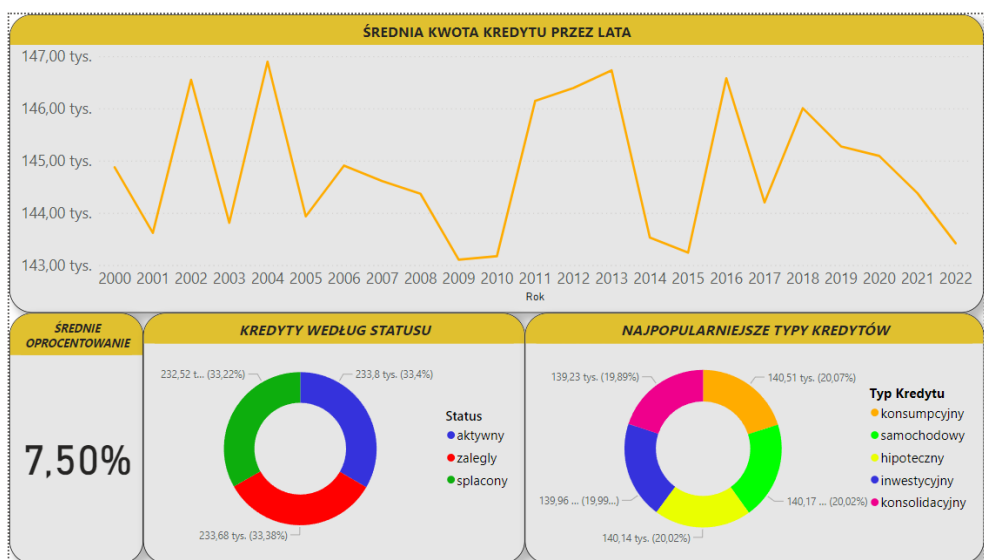 ŚREDNIA KWOTA KREDYTU PRZEZ LATA
147,00 tys.
146,00 tys.
145,00 tys.
144,00 tys.
143,00 tys.
2000 2001 2002 2003 2004 2005 2006 2007 2008 2009 2010 2011 2012 2013 2014 2015 2016 2017 2018 2019 2020 2021 2022
Rok
ŚREDNIE
OPROCENTOWANIE
7,50%
KREDYTY WEDŁUG STATUSU
232,52 t... (33,22%)
233,8 tys. (33,4%)
233,68 tys. (33,38%)
Status
aktywny
zalegly
splacony
NAJPOPULARNIEJSZE TYPY KREDYTÓW
139,23 tys. (19,89%)
140,51 tys. (20,07%)
139,96 ... (19,99...)
140,17 ... (20,02%)
140,14 tys. (20,02%)
Typ Kredytu
konsumpcyjny
samochodowy
hipoteczny
inwestycyjny
konsolidacyjny